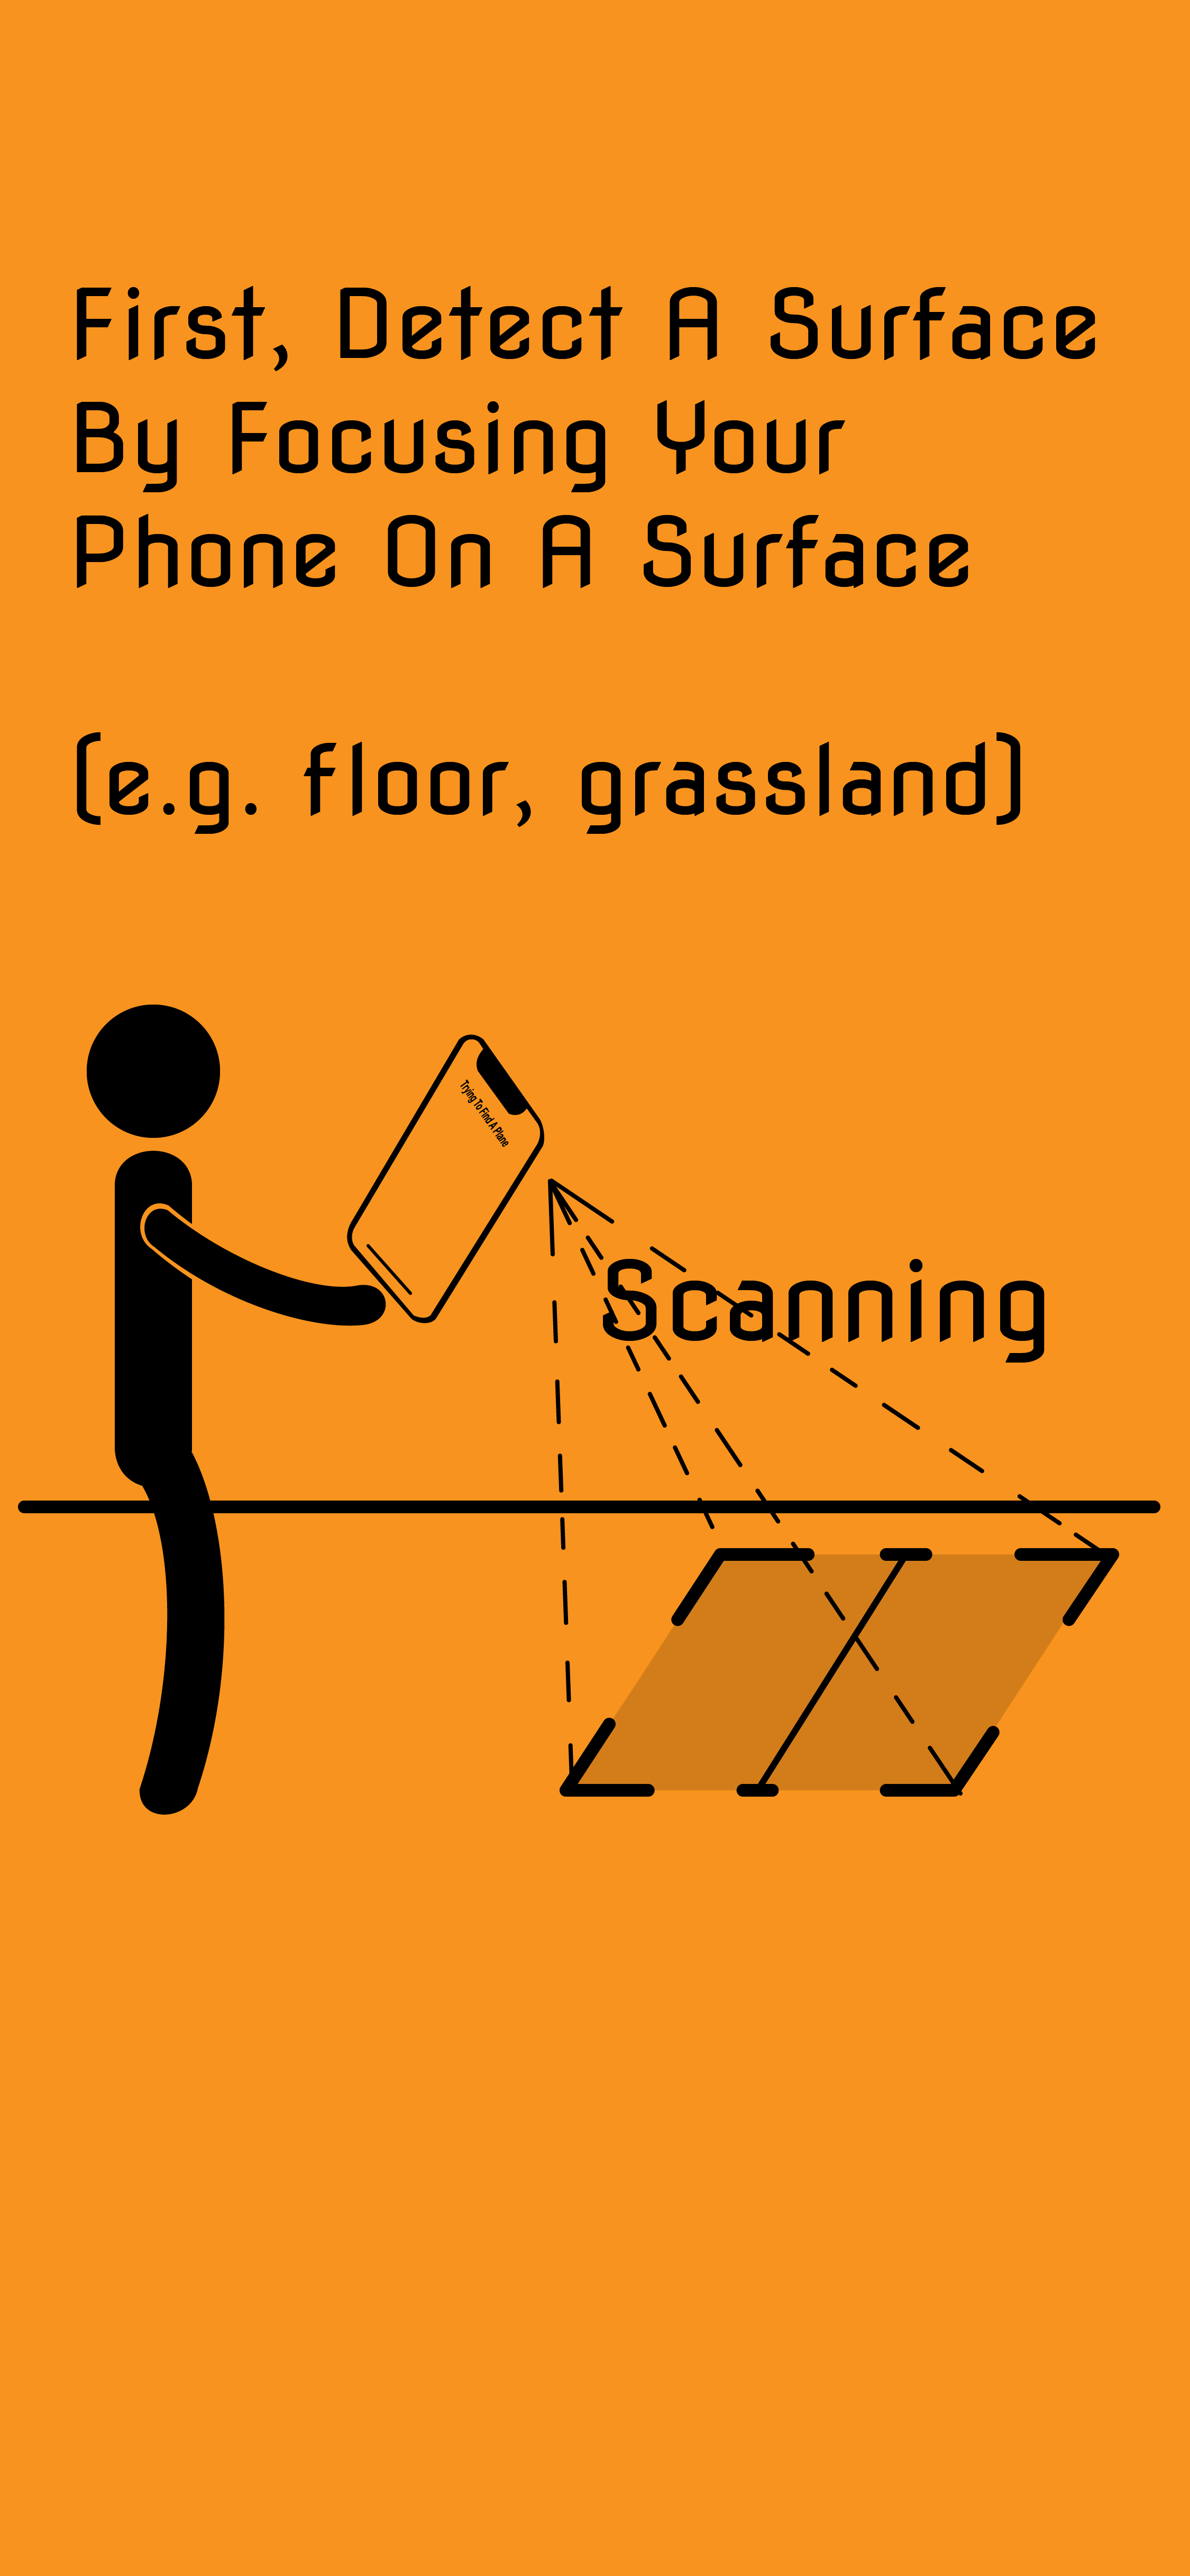 First, Detect A Surface
By Focusing Your
Phone On A Surface
(e.g. floor, grassland)
Trying To Find A Plane
Scanning